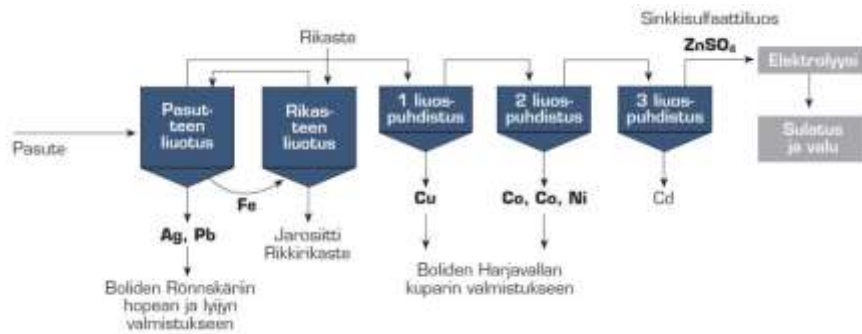 Sinkkisulfaattiliuos
ZnSO₄
Rikaste
Elektrolyysi
Pasut-
teen
liuotus
Rikas-
teen
liuotus
1 liuos-
puhdistus
2 liuos-
puhdistus
3 liuos-
puhdistus
Sulatus
ja valu
Pasute
Fe
Cu
Co, Co, Ni
Cd
Ag, Pb
Jarosiitti
Rikkirikaste
Boliden Rönnskäriin
hopean ja lyijyn
valmistukseen
Boliden Harjavallan
kuparin valmistukseen